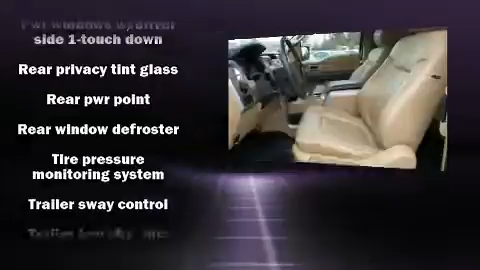 side 1-touch down
Rear privacy tint glass
Rear pwr point
Rear window defroster
Tire pressure
monitoring system
Trailer sway control